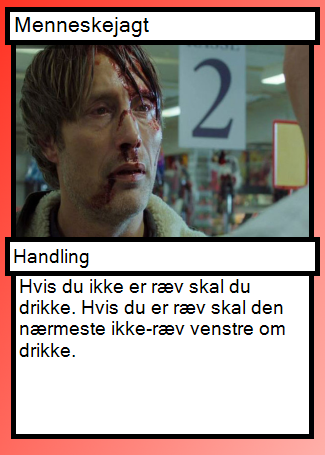 Menneskejagt
KASSE
2
Handling
Hvis du ikke er ræv skal du
drikke. Hvis du er ræv skal den
nærmeste ikke-ræv venstre om
drikke.